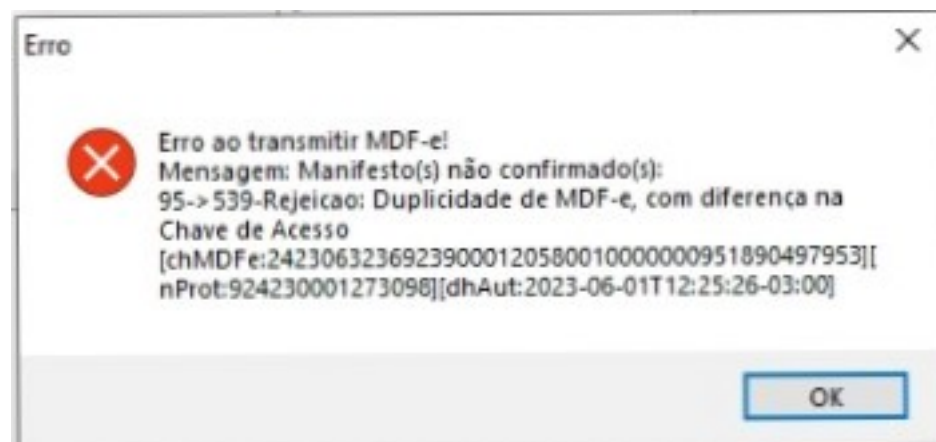 Erro
Erro ao transmitir MDF-e!
Mensagem: Manifesto(s) não confirmado(s):
95->539-Rejeicao: Duplicidade de MDF-e, com diferença na
Chave de Acesso
[chMDFe:24230632369239000120580010000000951890497953][
nProt:924230001273098][dhAut:2023-06-01T12:25:26-03:00]
OK